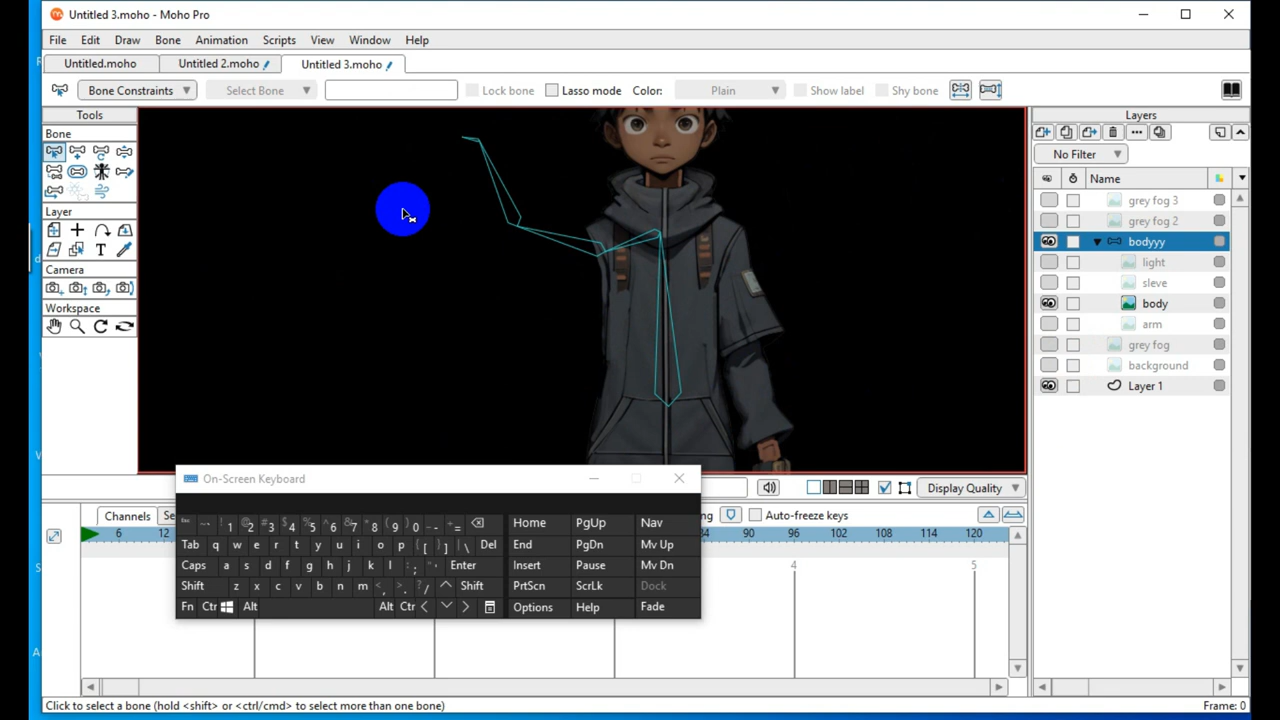 Untitled 3.moho - Moho Pro
File Edit Draw Bone Animation Scripts View Window Help
Untitled.moho Untitled 2.moho Untitled 3.moho
Bone Constraints Select Bone Lock bone Lasso mode Color: Plain Show label Shy bone
Tools
Bone
Layer
T
Camera
Workspace
Layers
No Filter
Name
grey fog 3
grey fog 2
bodyyy
light
sleve
body
arm
grey fog
background
Layer 1
On-Screen Keyboard
Display Quality
Channels Se
ng Auto-freeze keys
6 12 84 90 96 102 108 114 120
4 5
Esc ~` !1 @2 #3 $4 %5 ^6 &7 *8 (9 )0 _- += Home PgUp Nav
Tab q w e r t y u i o p {[ }] |\ Del End PgDn Mv Up
Caps a s d f g h j k l :; "' Enter Insert Pause Mv Dn
Shift z x c v b n m <, >. ?/ Shift PrtScn ScrLk Dock
Fn Ctr Alt Alt Ctr Options Help Fade
Click to select a bone (hold <shift> or <ctrl/cmd> to select more than one bone) Frame: 0